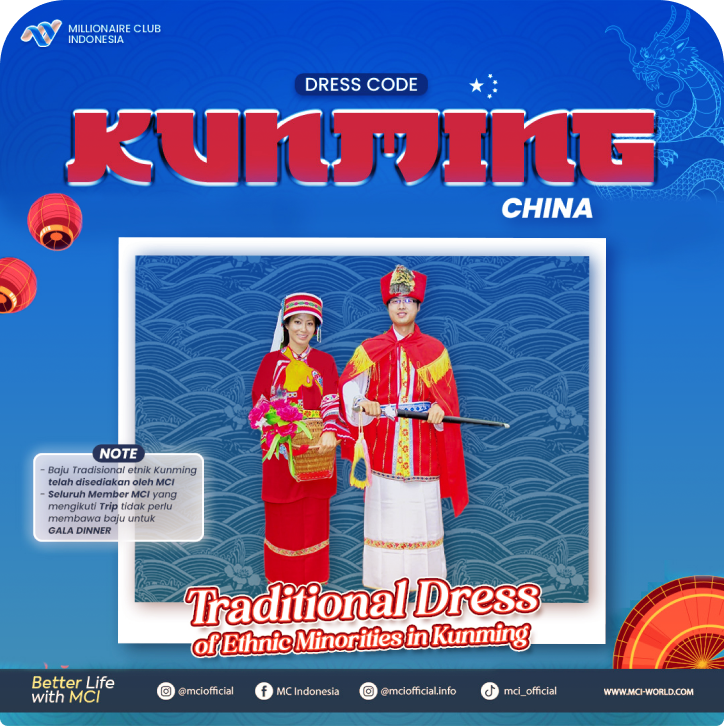 MILLIONAIRE CLUB
INDONESIA
DRESS CODE
KUNMING
CHINA
NOTE
- Baju Tradisional etnik Kunming
telah disediakan oleh MCI
- Seluruh Member MCI yang
mengikuti Trip tidak perlu
membawa baju untuk
GALA DINNER
Traditional Dress
of Ethnic Minorities in Kunming
Better Life
with MCI
@mciofficial
MC Indonesia
@mciofficial.info
mci_official
WWW.MCI-WORLD.COM